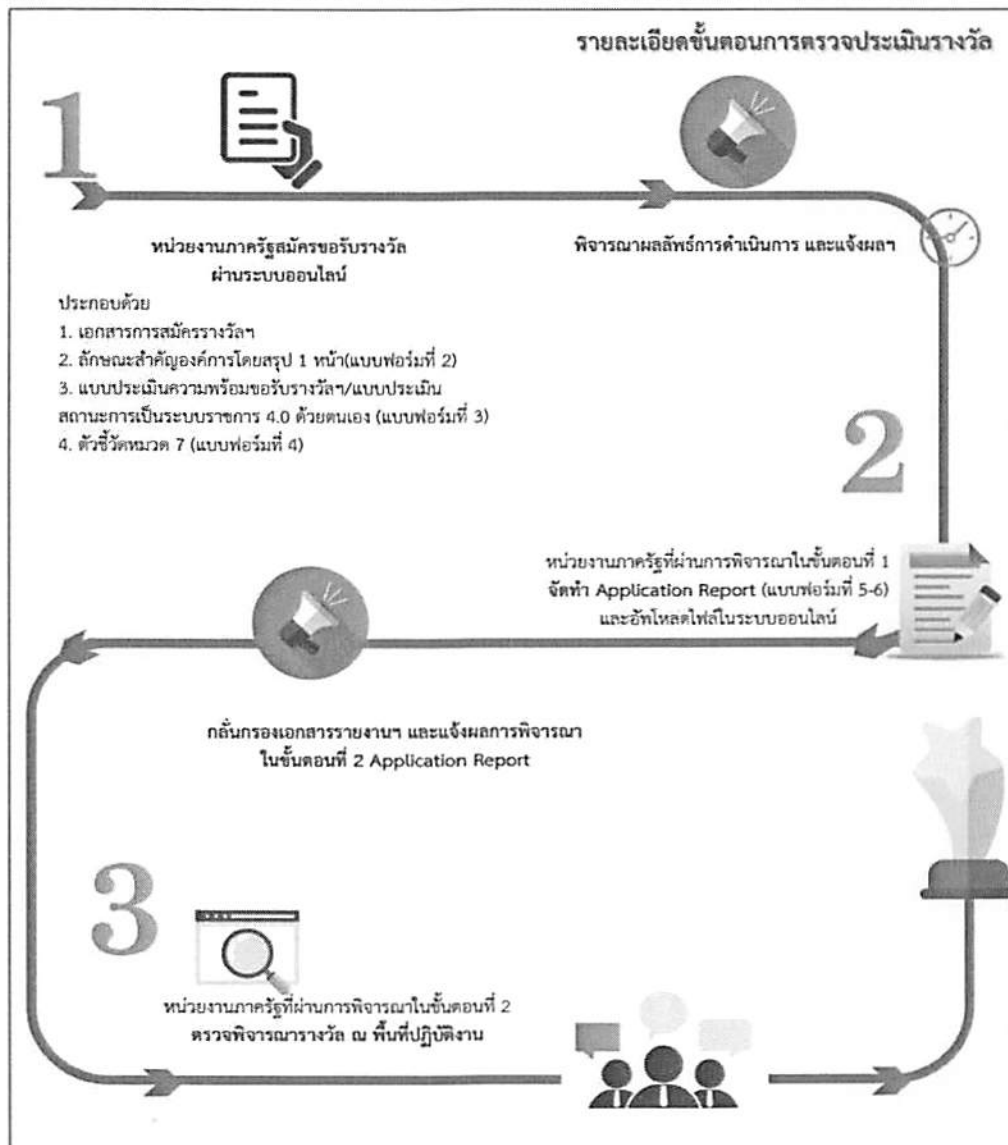 รายละเอียดขั้นตอนการตรวจประเมินรางวัล
1
หน่วยงานภาครัฐสมัครขอรับรางวัล
ผ่านระบบออนไลน์
ประกอบด้วย
1. เอกสารการสมัครรางวัลฯ
2. ลักษณะสำคัญองค์การโดยสรุป 1 หน้า(แบบฟอร์มที่ 2)
3. แบบประเมินความพร้อมขอรับรางวัลฯ/แบบประเมิน
สถานะการเป็นระบบราชการ 4.0 ด้วยตนเอง (แบบฟอร์มที่ 3)
4. ตัวชี้วัดหมวด 7 (แบบฟอร์มที่ 4)
พิจารณาผลลัพธ์การดำเนินการ และแจ้งผลฯ
2
หน่วยงานภาครัฐที่ผ่านการพิจารณาในขั้นตอนที่ 1
จัดทำ Application Report (แบบฟอร์มที่ 5-6)
และอัพโหลดไฟล์ในระบบออนไลน์
กลั่นกรองเอกสารรายงานฯ และแจ้งผลการพิจารณา
ในขั้นตอนที่ 2 Application Report
3
หน่วยงานภาครัฐที่ผ่านการพิจารณาในขั้นตอนที่ 2
ตรวจพิจารณารางวัล ณ พื้นที่ปฏิบัติงาน